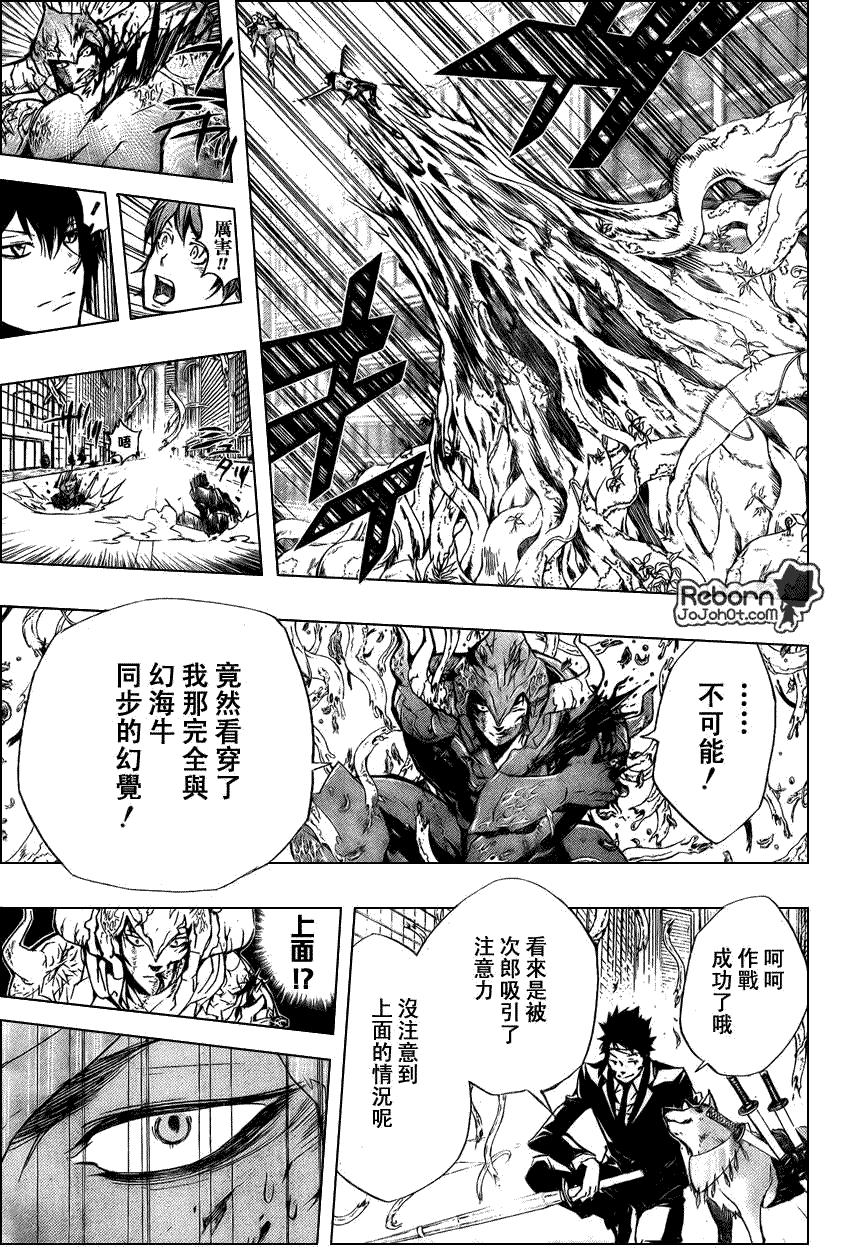 厲害!!
唔
Reborn
JoJoHOt.com
……
不可能！
竟然看穿了
我那完全與
幻海牛
同步的幻覺！
呵呵
作戰
成功了哦
看來是被
次郎吸引了
注意力
沒注意到
上面的情況呢
上面!?